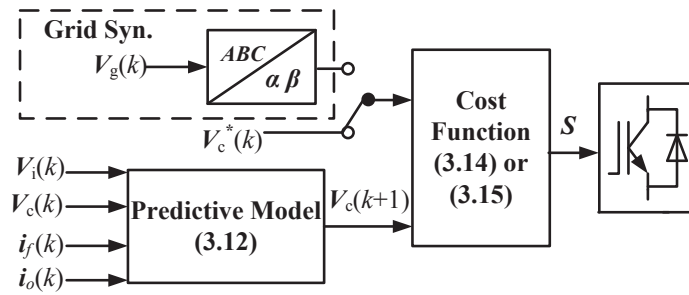 Grid Syn.
V_g(k)
ABC
α β
V_c*(k)
Cost
Function
(3.14) or
(3.15)
S
V_i(k)
V_c(k)
i_f(k)
i_o(k)
Predictive Model
(3.12)
V_c(k+1)